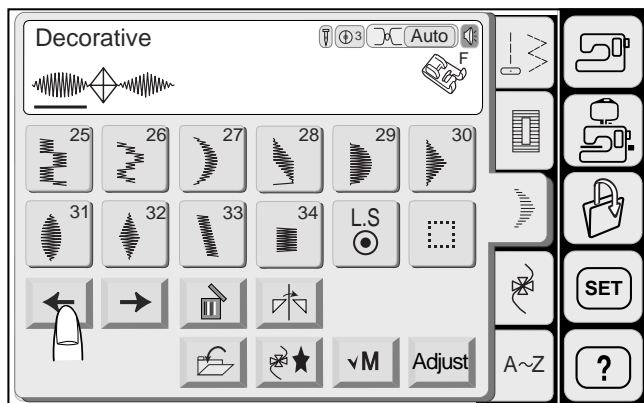 Decorative
3 Auto
F
25 26 27 28 29 30
31 32 33 34 L.S
SET
√M Adjust A~Z ?